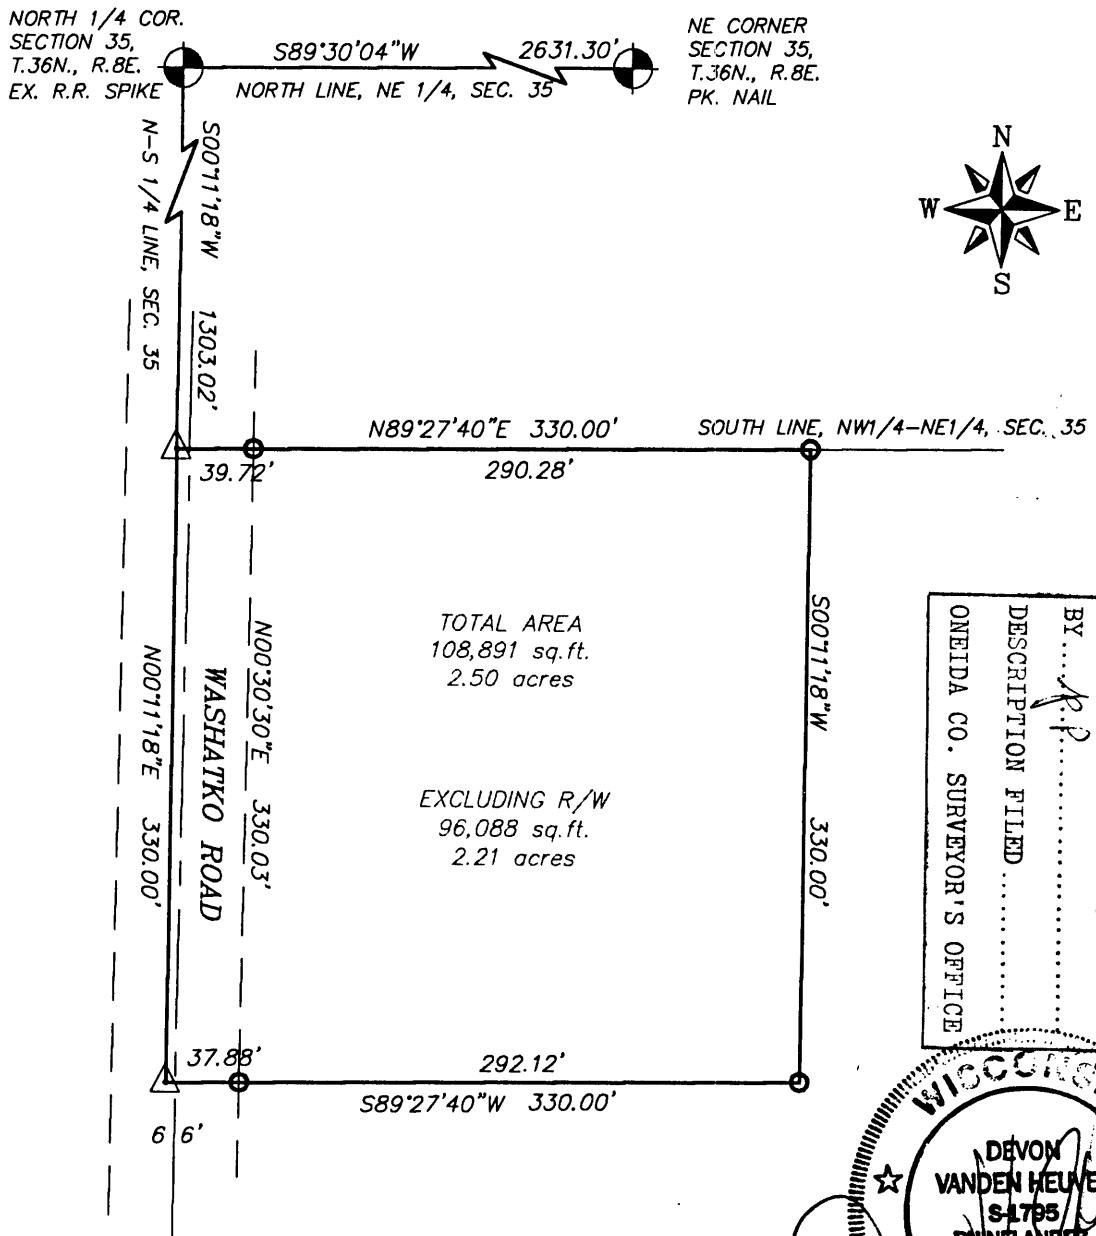 NORTH 1/4 COR.
SECTION 35,
T.36N., R.8E.
EX. R.R. SPIKE
S89°30'04"W 2631.30'
NORTH LINE, NE 1/4, SEC. 35
NE CORNER
SECTION 35,
T.36N., R.8E.
PK. NAIL
N
W E
S
S00°11'18"W 1303.02'
N-S 1/4 LINE, SEC. 35
N89°27'40"E 330.00'
SOUTH LINE, NW1/4-NE1/4, SEC. 35
39.72'
290.28'
TOTAL AREA
108,891 sq.ft.
2.50 acres
EXCLUDING R/W
96,088 sq.ft.
2.21 acres
N00°11'18"E 330.00'
WASHATKO ROAD
N00°30'30"E 330.03'
S00°11'18"W 330.00'
ONEIDA CO. SURVEYOR'S OFFICE
DESCRIPTION FILED
BY
37.88'
292.12'
S89°27'40"W 330.00'
66'
WISCONS
DEVON
VANDEN HEUVE
S-1795